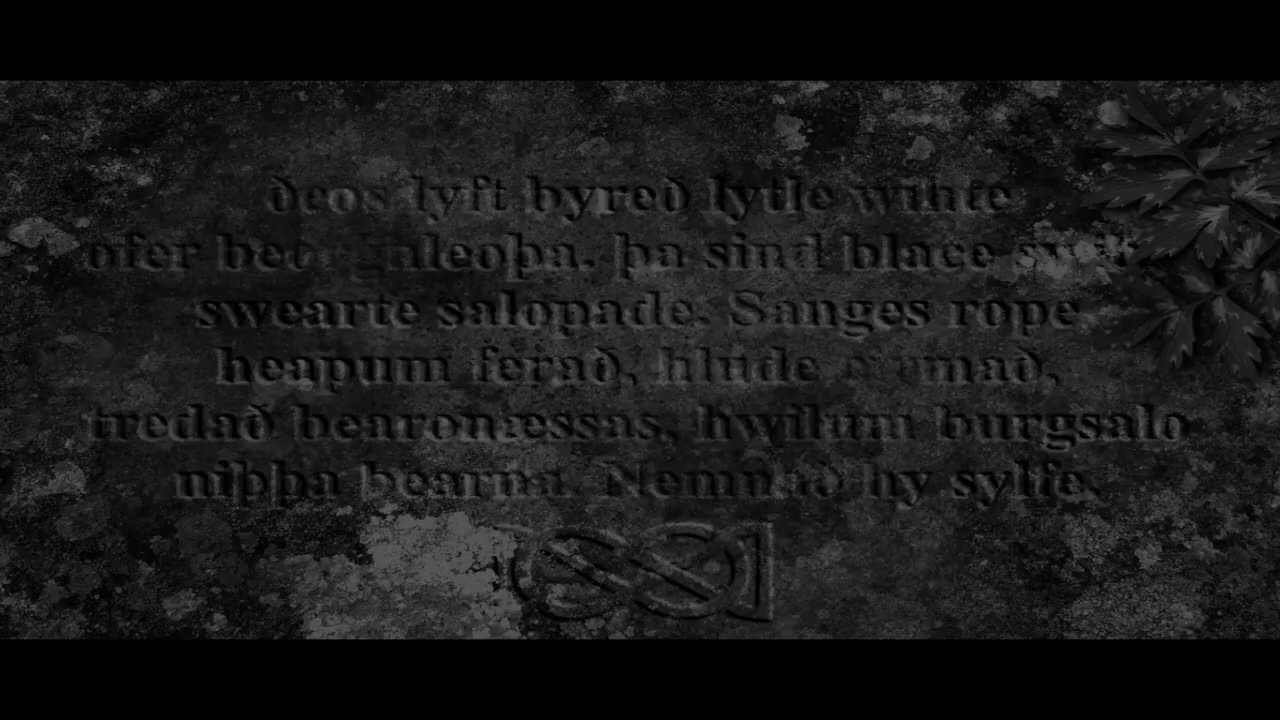 ðeos lyft byreð lytle wihte
ofer þa sind blace
swearte salopade. Sanges rope
heapum ferað, hlude
tredað bearonæssas, hwilum burgsalo
niþþa bearna. Nemnað hy sylfe.